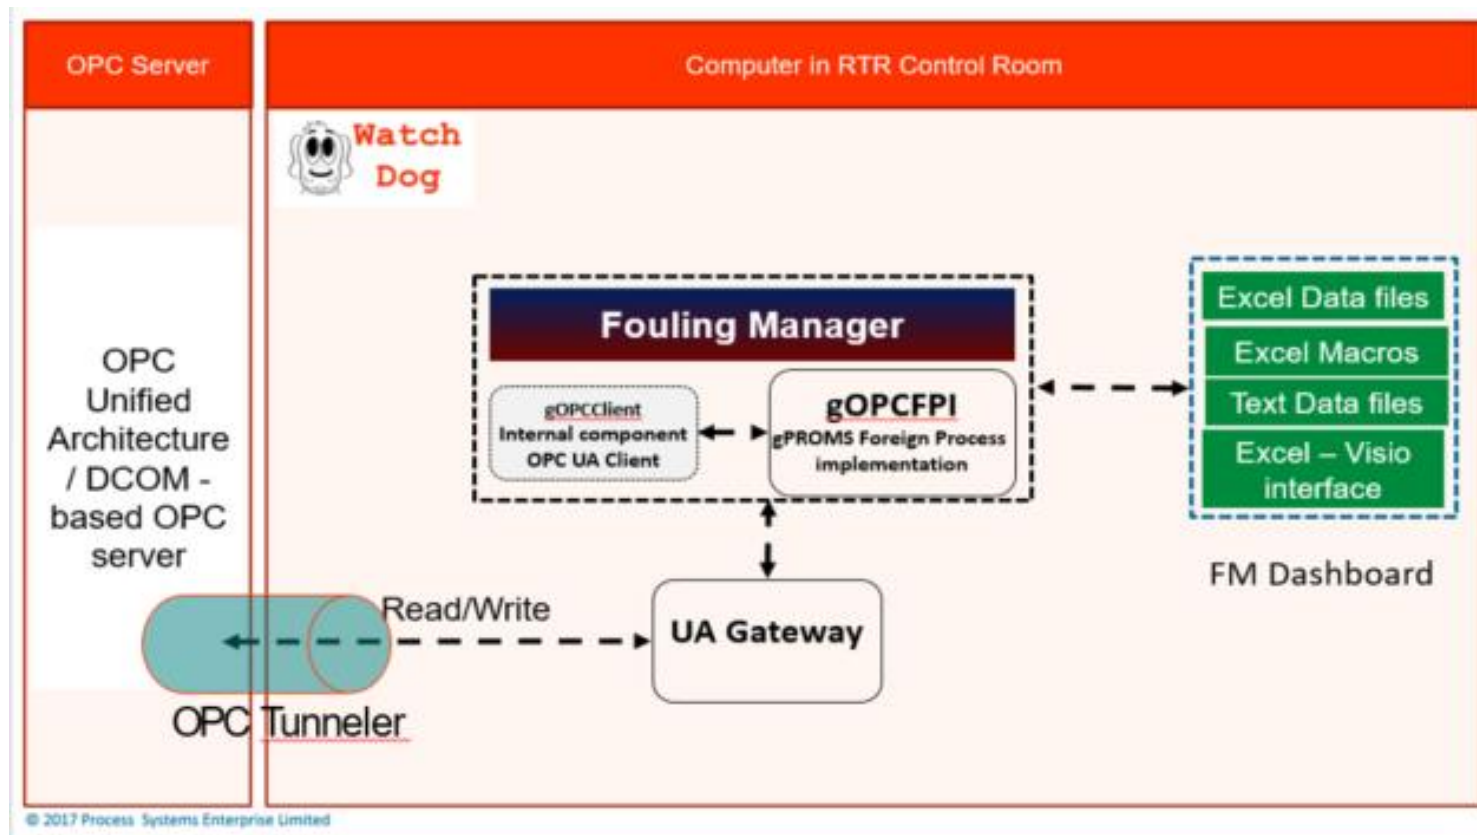 OPC Server
Computer in RTR Control Room
Watch
Dog
OPC
Unified
Architecture
/ DCOM -
based OPC
server
Fouling Manager
gOPCClient
Internal component
OPC UA Client
gOPCFPI
gPROMS Foreign Process
implementation
Excel Data files
Excel Macros
Text Data files
Excel – Visio
interface
FM Dashboard
Read/Write
UA Gateway
OPC Tunneler
© 2017 Process Systems Enterprise Limited